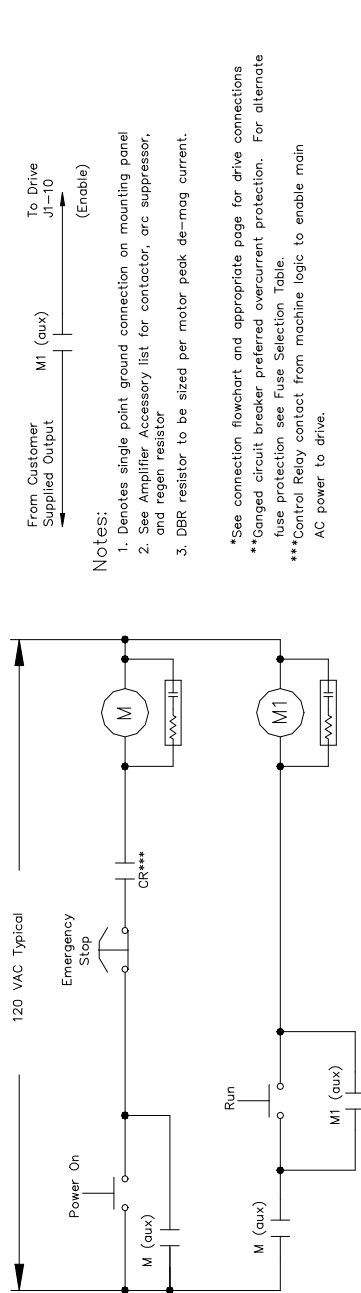 120 VAC Typical
Power On
M (aux)
Emergency
Stop
CR***
M
M (aux)
Run
M1 (aux)
M1
From Customer
Supplied Output
M1 (aux)
To Drive
J1-10
(Enable)
Notes:
1. Denotes single point ground connection on mounting panel
2. See Amplifier Accessory list for contactor, arc suppressor,
and regen resistor
3. DBR resistor to be sized per motor peak de-mag current.
*See connection flowchart and appropriate page for drive connections
**Ganged circuit breaker preferred overcurrent protection. For alternate
fuse protection see Fuse Selection Table.
***Control Relay contact from machine logic to enable main
AC power to drive.